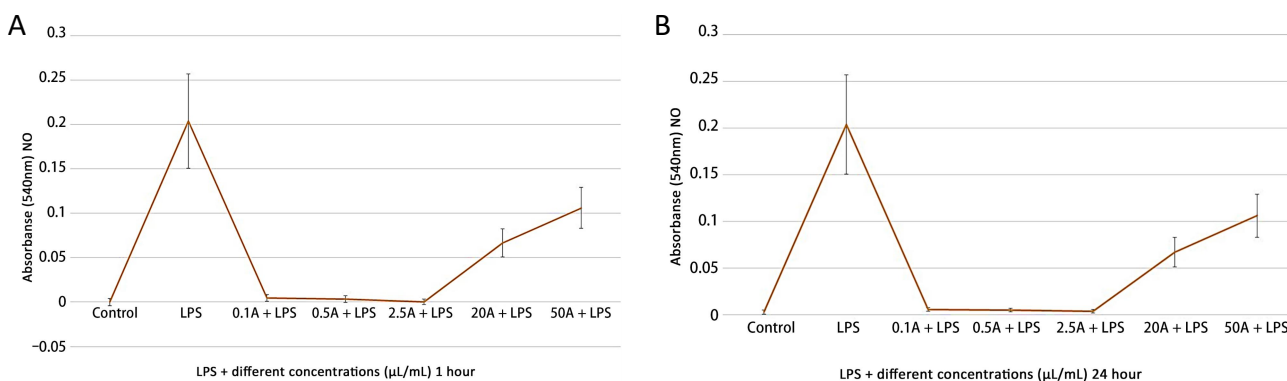 A
0.3
0.25
0.2
0.15
0.1
0.05
0
−0.05
Absorbanse (540nm) NO
Control LPS 0.1A + LPS 0.5A + LPS 2.5A + LPS 20A + LPS 50A + LPS
LPS + different concentrations (µL/mL) 1 hour
B
0.3
0.25
0.2
0.15
0.1
0.05
0
Absorbanse (540nm) NO
Control LPS 0.1A + LPS 0.5A + LPS 2.5A + LPS 20A + LPS 50A + LPS
LPS + different concentrations (µL/mL) 24 hour